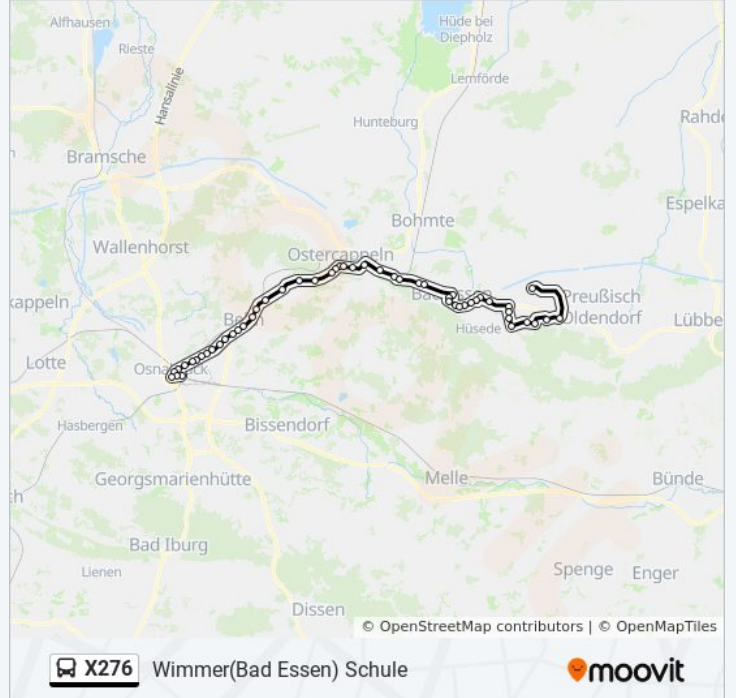 Alfhausen
Hüde bei
Diepholz
Rieste
Hansalinie
Lemförde
Hunteburg
Bramsche
Espelka
Bohmte
Wallenhorst
Ostercappeln
kappeln
Preußisch
Oldendorf
Hüsede
Lübbe
Lotte
Hasbergen
Bissendorf
Georgsmarienhütte
Melle
Bünde
Bad Iburg
Lienen
Spenge
Enger
Dissen
© OpenStreetMap contributors | © OpenMapTiles
X276 Wimmer(Bad Essen) Schule
moovit